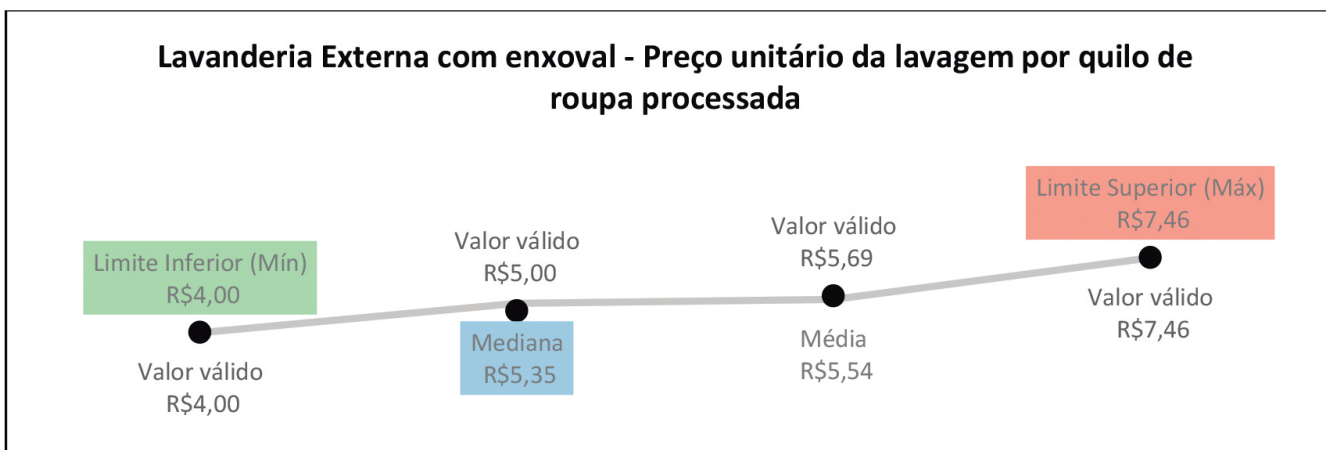 Lavanderia Externa com enxoval - Preço unitário da lavagem por quilo de
roupa processada
Limite Inferior (Mín)
R$4,00
Valor válido
R$4,00
Valor válido
R$5,00
Mediana
R$5,35
Valor válido
R$5,69
Média
R$5,54
Limite Superior (Máx)
R$7,46
Valor válido
R$7,46